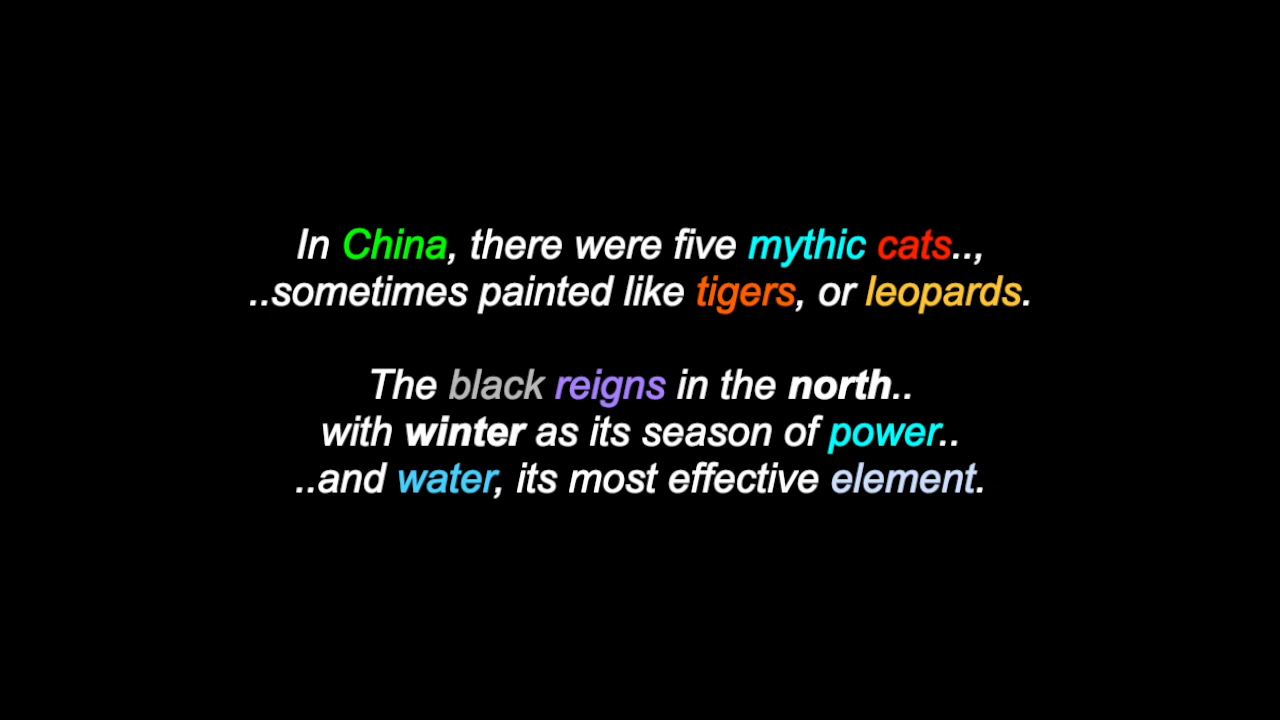 In China, there were five mythic cats..,
..sometimes painted like tigers, or leopards.
The black reigns in the north..
with winter as its season of power..
..and water, its most effective element.